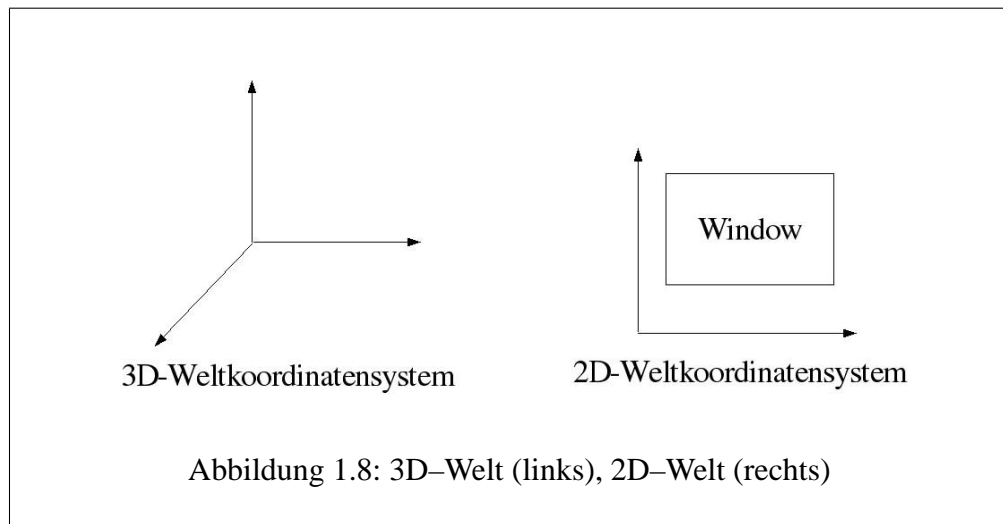 Window
3D-Weltkoordinatensystem
2D-Weltkoordinatensystem
Abbildung 1.8: 3D–Welt (links), 2D–Welt (rechts)